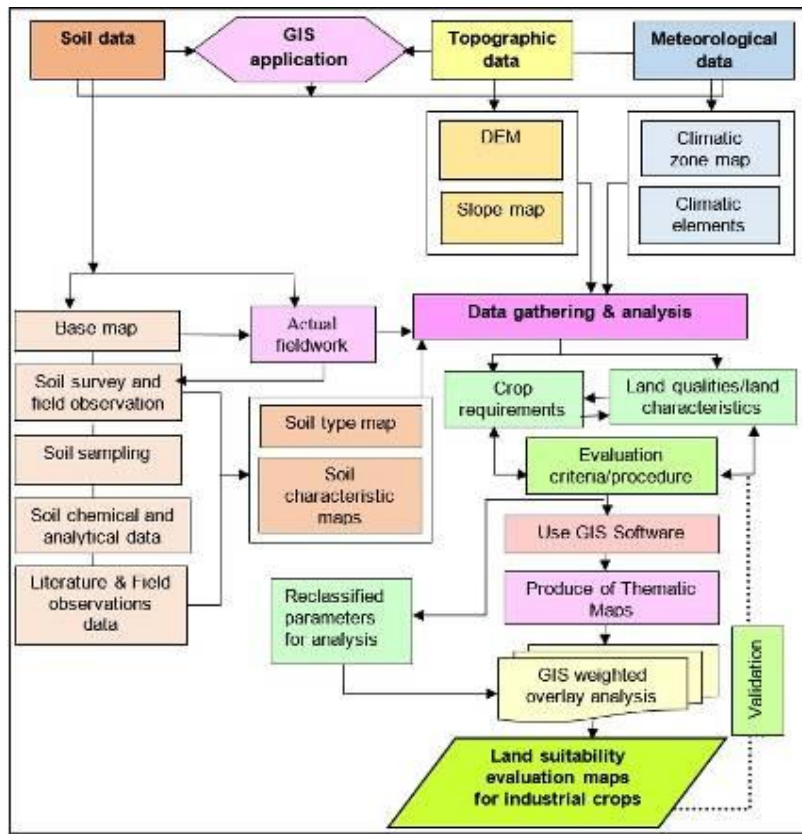 Soil data
GIS
application
Topographic
data
Meteorological
data
DEM
Slope map
Climatic
zone map
Climatic
elements
Base map
Actual
fieldwork
Data gathering & analysis
Soil survey and
field observation
Soil type map
Soil
characteristic
maps
Crop
requirements
Land qualities/land
characteristics
Soil sampling
Evaluation
criteria/procedure
Soil chemical and
analytical data
Use GIS Software
Literature & Field
observations
data
Reclassified
parameters
for analysis
Produce of Thematic
Maps
GIS weighted
overlay analysis
Validation
Land suitability
evaluation maps
for industrial crops